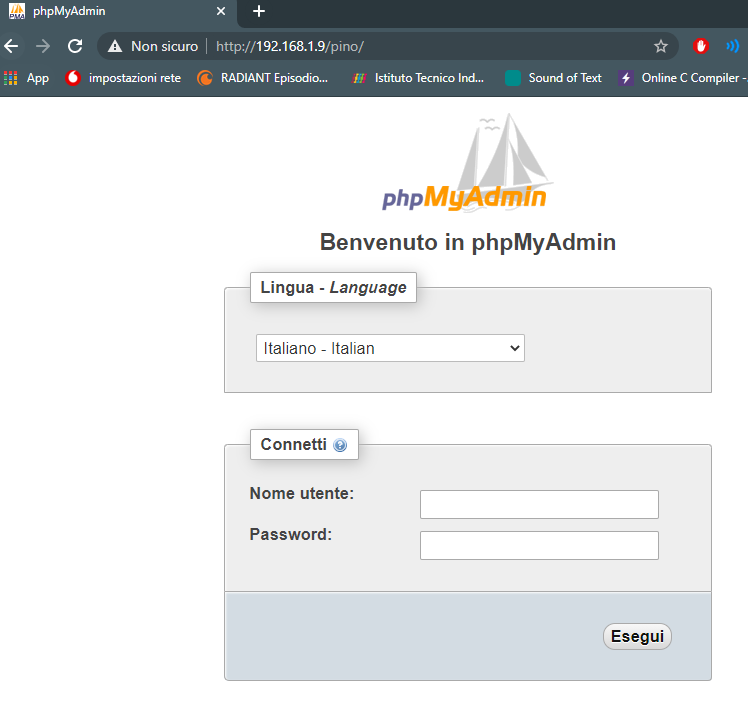 phpMyAdmin
Non sicuro http://192.168.1.9/pino/
App impostazioni rete RADIANT Episodio... Istituto Tecnico Ind... Sound of Text Online C Compiler -
phpMyAdmin
Benvenuto in phpMyAdmin
Lingua - Language
Italiano - Italian
Connetti
Nome utente:
Password:
Esegui